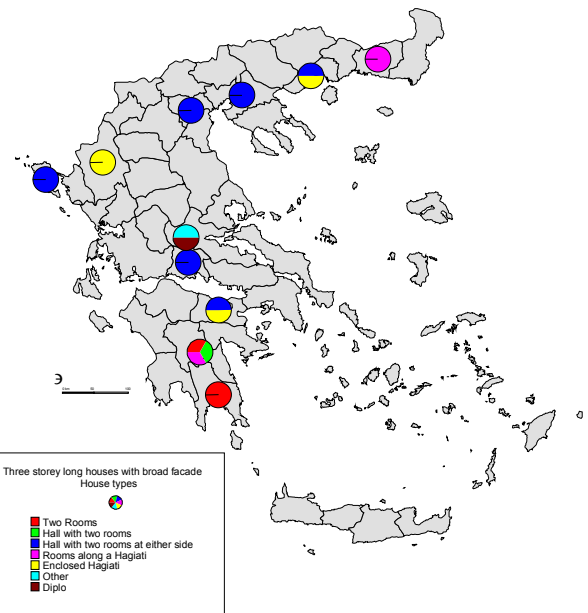 Three storey long houses with broad facade
House types
Two Rooms
Hall with two rooms
Hall with two rooms at either side
Rooms along a Hagiati
Enclosed Hagiati
Other
Diplo